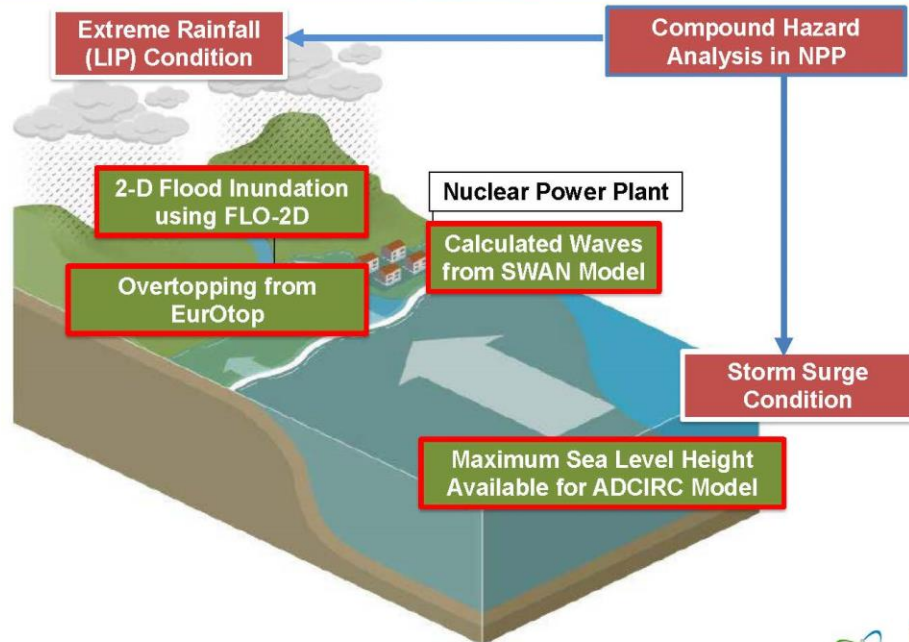 Extreme Rainfall
(LIP) Condition
Compound Hazard
Analysis in NPP
2-D Flood Inundation
using FLO-2D
Nuclear Power Plant
Calculated Waves
from SWAN Model
Overtopping from
EurOtop
Storm Surge
Condition
Maximum Sea Level Height
Available for ADCIRC Model